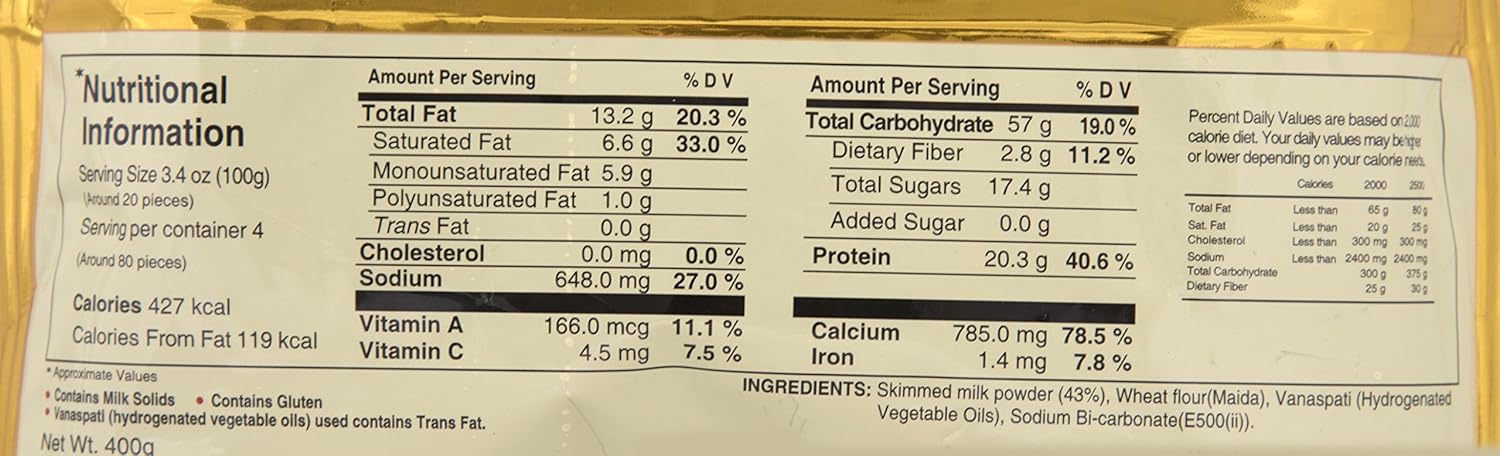 *Nutritional
Information
Serving Size 3.4 oz (100g)
(Around 20 pieces)
Serving per container 4
(Around 80 pieces)
Calories 427 kcal
Calories From Fat 119 kcal
Amount Per Serving % D V
Total Fat 13.2 g 20.3 %
Saturated Fat 6.6 g 33.0 %
Monounsaturated Fat 5.9 g
Polyunsaturated Fat 1.0 g
Trans Fat 0.0 g
Cholesterol 0.0 mg 0.0 %
Sodium 648.0 mg 27.0 %
Vitamin A 166.0 mcg 11.1 %
Vitamin C 4.5 mg 7.5 %
Amount Per Serving % D V
Total Carbohydrate 57 g 19.0 %
Dietary Fiber 2.8 g 11.2 %
Total Sugars 17.4 g
Added Sugar 0.0 g
Protein 20.3 g 40.6 %
Calcium 785.0 mg 78.5 %
Iron 1.4 mg 7.8 %
Percent Daily Values are based on 2,000
calorie diet. Your daily values may be higher
or lower depending on your calorie needs.
Calories 2000 2500
Total Fat Less than 65 g 80 g
Sat. Fat Less than 20 g 25 g
Cholesterol Less than 300 mg 300 mg
Sodium Less than 2400 mg 2400 mg
Total Carbohydrate 300 g 375 g
Dietary Fiber 25 g 30 g
* Approximate Values
• Contains Milk Solids • Contains Gluten
• Vanaspati (hydrogenated vegetable oils) used contains Trans Fat.
Net Wt. 400g
INGREDIENTS: Skimmed milk powder (43%), Wheat flour(Maida), Vanaspati (Hydrogenated
Vegetable Oils), Sodium Bi-carbonate(E500(ii)).